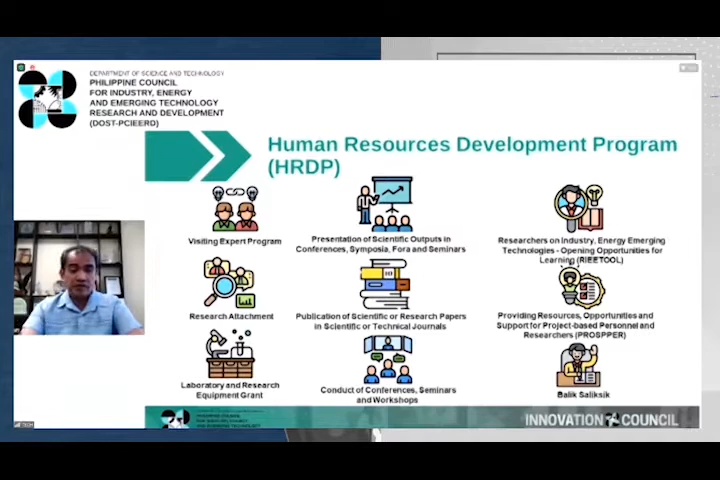 DEPARTMENT OF SCIENCE AND TECHNOLOGY
PHILIPPINE COUNCIL
FOR INDUSTRY, ENERGY
AND EMERGING TECHNOLOGY
RESEARCH AND DEVELOPMENT
(DOST-PCIEERD)
Human Resources Development Program
(HRDP)
Visiting Expert Program
Presentation of Scientific Outputs in
Conferences, Symposia, Fora and Seminars
Researchers on Industry, Energy Emerging
Technologies - Opening Opportunities for
Learning (RIEETOOL)
Research Attachment
Publication of Scientific or Research Papers
in Scientific or Technical Journals
Providing Resources, Opportunities and
Support for Project-based Personnel and
Researchers (PROSPPER)
Laboratory and Research
Equipment Grant
Conduct of Conferences, Seminars
and Workshops
Balik Saliksik
INNOVATION COUNCIL